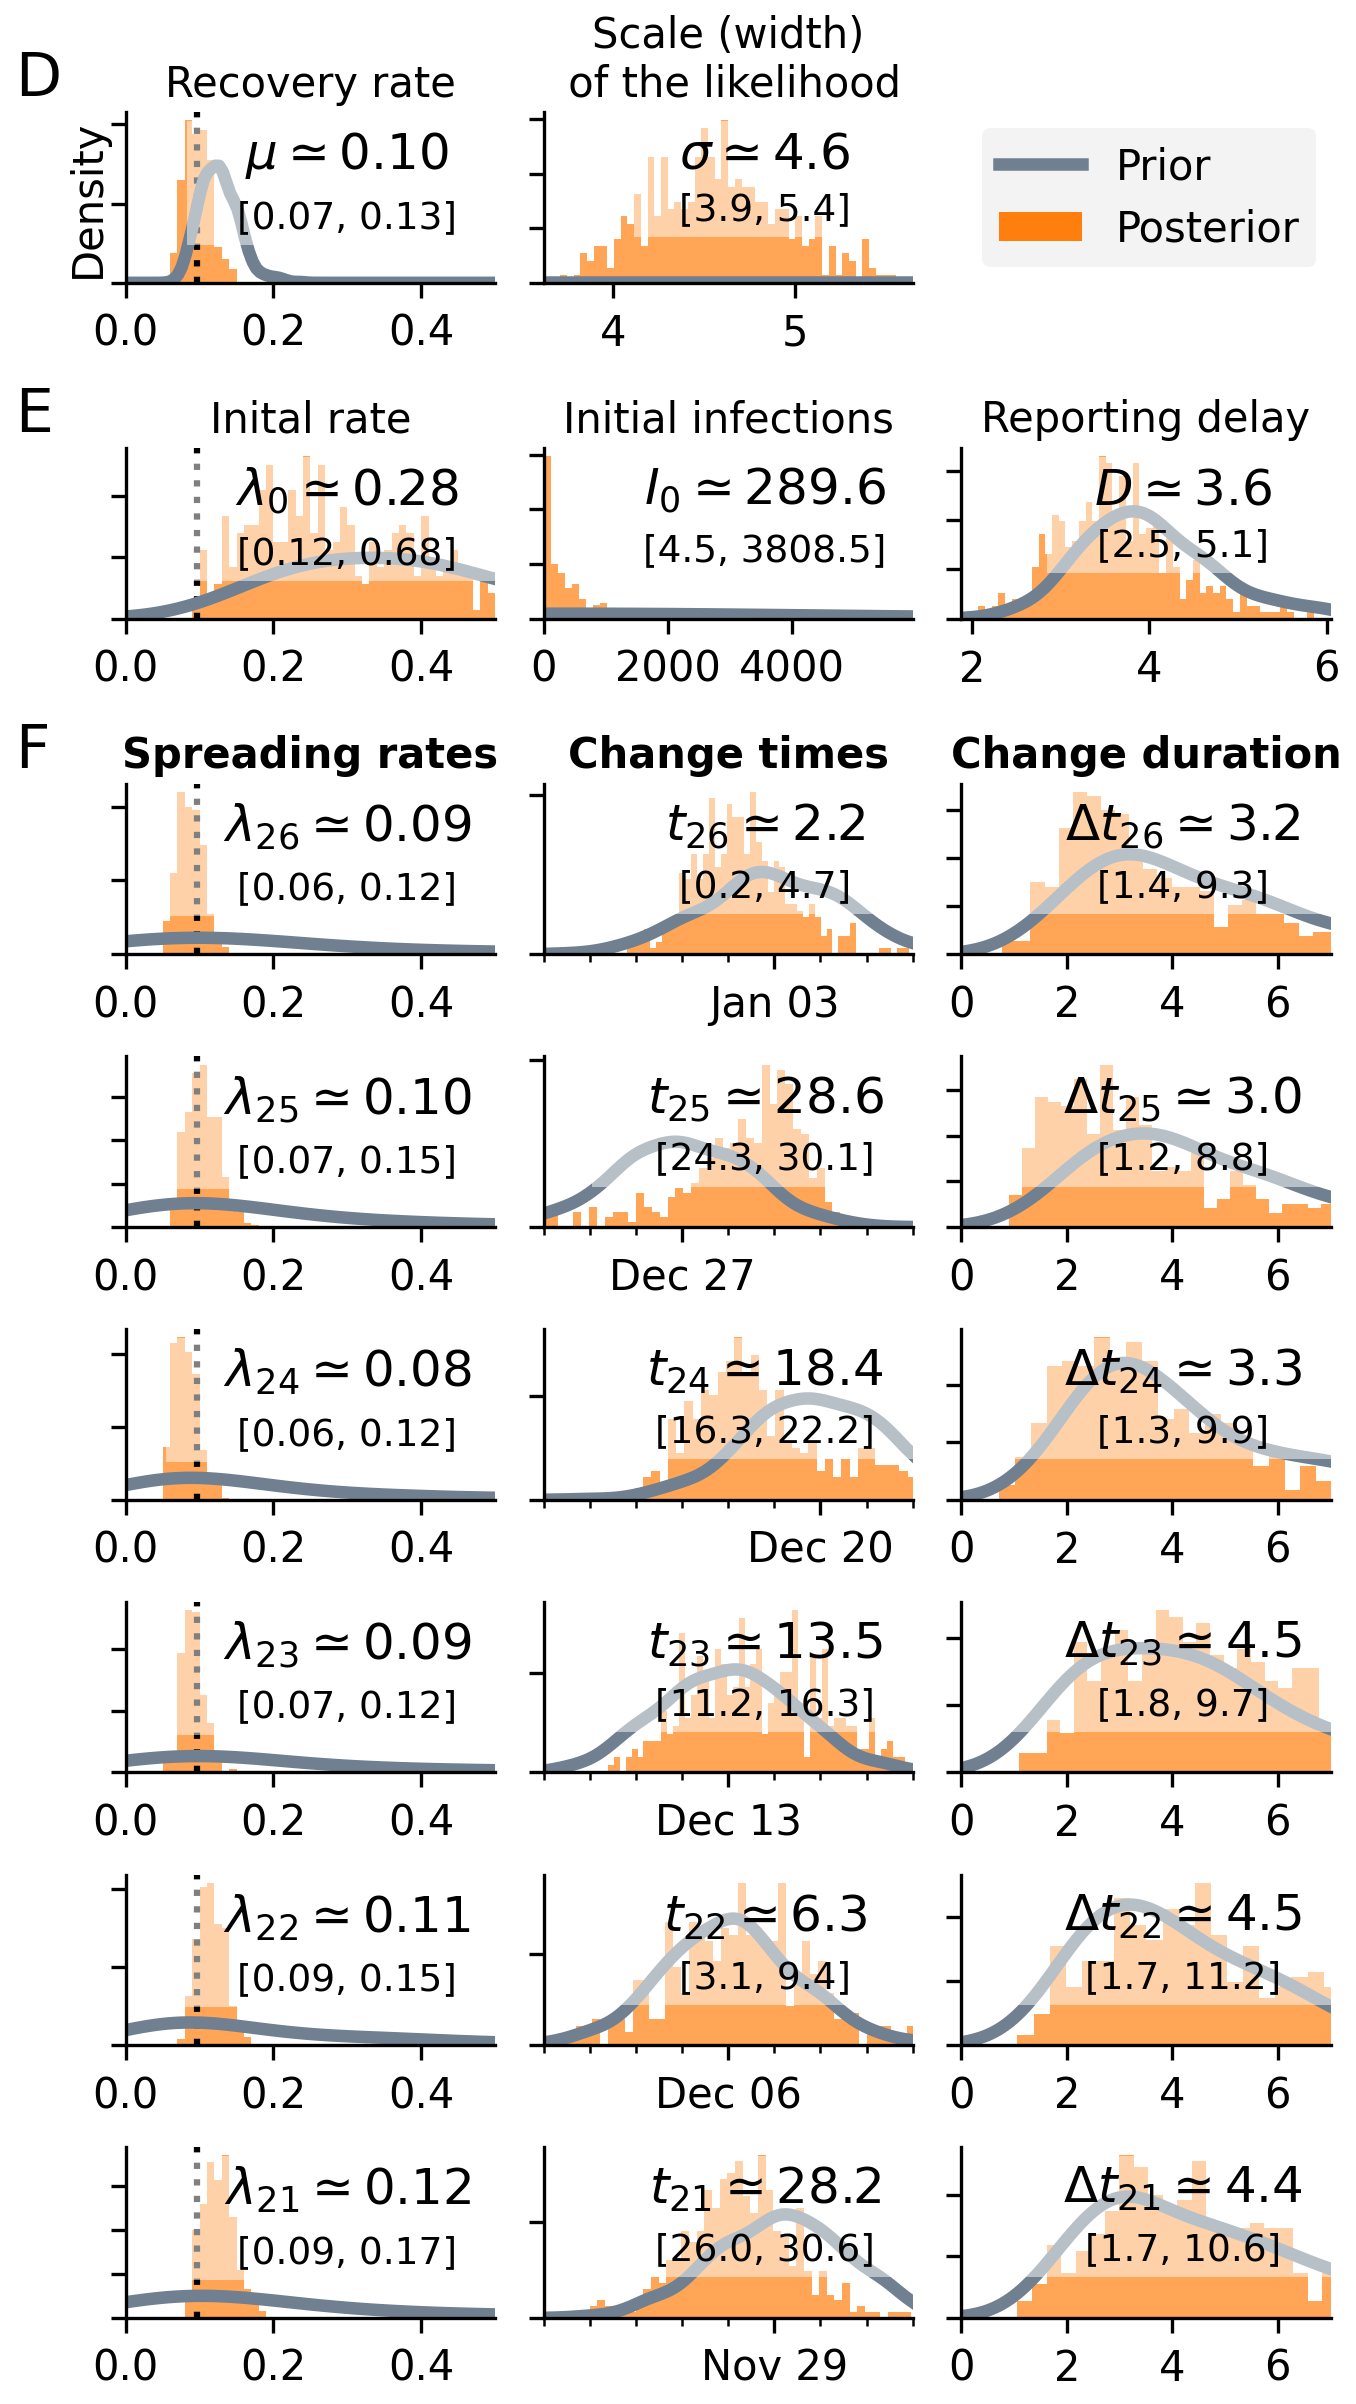 D
Recovery rate
Scale (width)
of the likelihood
Density
μ ≃ 0.10
[0.07, 0.13]
0.0 0.2 0.4
σ ≃ 4.6
[3.9, 5.4]
4 5
Prior
Posterior
E
Inital rate
λ₀ ≃ 0.28
[0.12, 0.68]
0.0 0.2 0.4
Initial infections
I₀ ≃ 289.6
[4.5, 3808.5]
0 2000 4000
Reporting delay
D ≃ 3.6
[2.5, 5.1]
2 4 6
F
Spreading rates
Change times
Change duration
λ₂₆ ≃ 0.09
[0.06, 0.12]
0.0 0.2 0.4
t₂₆ ≃ 2.2
[0.2, 4.7]
Jan 03
Δt₂₆ ≃ 3.2
[1.4, 9.3]
0 2 4 6
λ₂₅ ≃ 0.10
[0.07, 0.15]
0.0 0.2 0.4
t₂₅ ≃ 28.6
[24.3, 30.1]
Dec 27
Δt₂₅ ≃ 3.0
[1.2, 8.8]
0 2 4 6
λ₂₄ ≃ 0.08
[0.06, 0.12]
0.0 0.2 0.4
t₂₄ ≃ 18.4
[16.3, 22.2]
Dec 20
Δt₂₄ ≃ 3.3
[1.3, 9.9]
0 2 4 6
λ₂₃ ≃ 0.09
[0.07, 0.12]
0.0 0.2 0.4
t₂₃ ≃ 13.5
[11.2, 16.3]
Dec 13
Δt₂₃ ≃ 4.5
[1.8, 9.7]
0 2 4 6
λ₂₂ ≃ 0.11
[0.09, 0.15]
0.0 0.2 0.4
t₂₂ ≃ 6.3
[3.1, 9.4]
Dec 06
Δt₂₂ ≃ 4.5
[1.7, 11.2]
0 2 4 6
λ₂₁ ≃ 0.12
[0.09, 0.17]
0.0 0.2 0.4
t₂₁ ≃ 28.2
[26.0, 30.6]
Nov 29
Δt₂₁ ≃ 4.4
[1.7, 10.6]
0 2 4 6